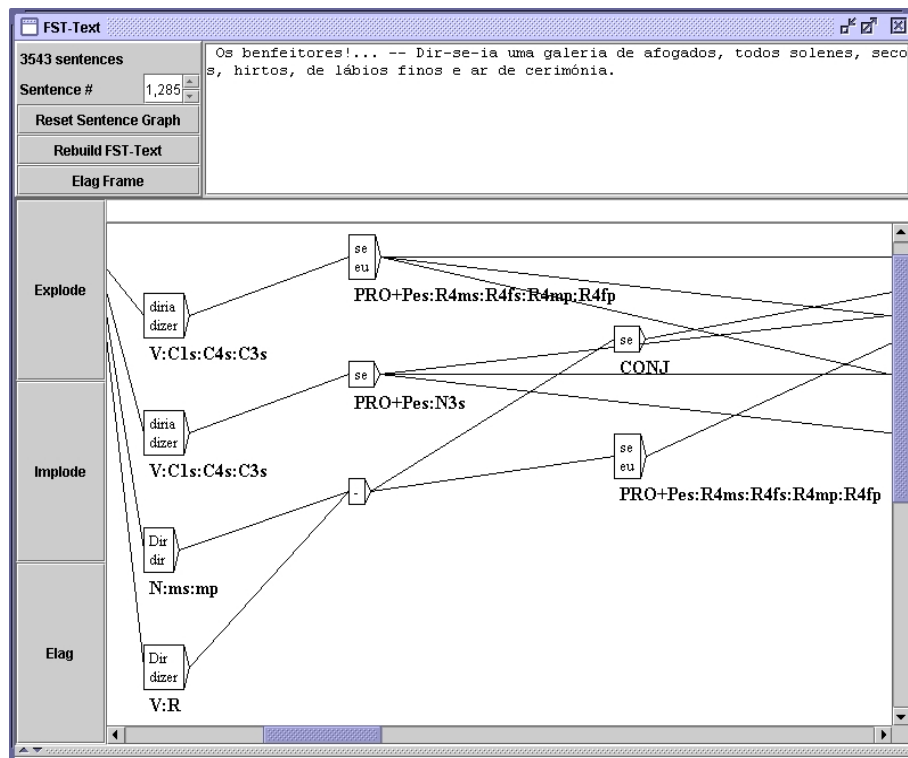 FST-Text
3543 sentences
Sentence # 1,285
Reset Sentence Graph
Rebuild FST-Text
Elag Frame
Os benfeitores!... -- Dir-se-ia uma galeria de afogados, todos solenes, seco
s, hirtos, de lábios finos e ar de cerimónia.
Explode
Implode
Elag
se
eu
PRO+Pes:R4ms:R4fs:R4mp:R4fp
diria
dizer
V:C1s:C4s:C3s
se
CONJ
se
PRO+Pes:N3s
diria
dizer
V:C1s:C4s:C3s
se
eu
PRO+Pes:R4ms:R4fs:R4mp:R4fp
-
Dir
dir
N:ms:mp
Dir
dizer
V:R